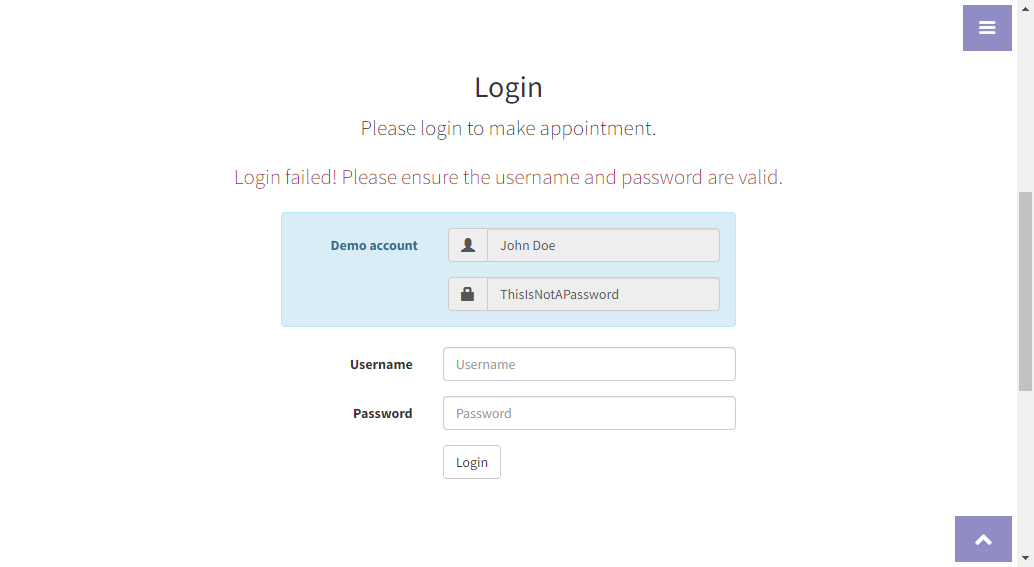 Login
Please login to make appointment.
Login failed! Please ensure the username and password are valid.
Demo account John Doe
ThisIsNotAPassword
Username Username
Password Password
Login